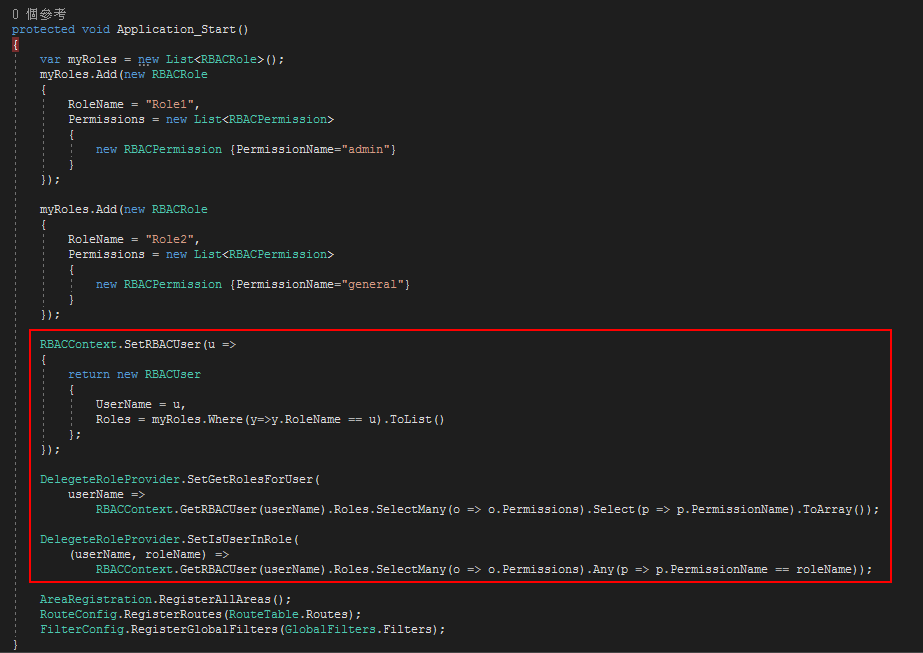 0 個參考
protected void Application_Start()
{
    var myRoles = new List<RBACRole>();
    myRoles.Add(new RBACRole
    {
        RoleName = "Role1",
        Permissions = new List<RBACPermission>
        {
            new RBACPermission {PermissionName="admin"}
        }
    });

    myRoles.Add(new RBACRole
    {
        RoleName = "Role2",
        Permissions = new List<RBACPermission>
        {
            new RBACPermission {PermissionName="general"}
        }
    });

    RBACContext.SetRBACUser(u =>
    {
        return new RBACUser
        {
            UserName = u,
            Roles = myRoles.Where(y=>y.RoleName == u).ToList()
        };
    });

    DelegeteRoleProvider.SetGetRolesForUser(
        userName =>
            RBACContext.GetRBACUser(userName).Roles.SelectMany(o => o.Permissions).Select(p => p.PermissionName).ToArray());

    DelegeteRoleProvider.SetIsUserInRole(
        (userName, roleName) =>
            RBACContext.GetRBACUser(userName).Roles.SelectMany(o => o.Permissions).Any(p => p.PermissionName == roleName));

    AreaRegistration.RegisterAllAreas();
    RouteConfig.RegisterRoutes(RouteTable.Routes);
    FilterConfig.RegisterGlobalFilters(GlobalFilters.Filters);
}